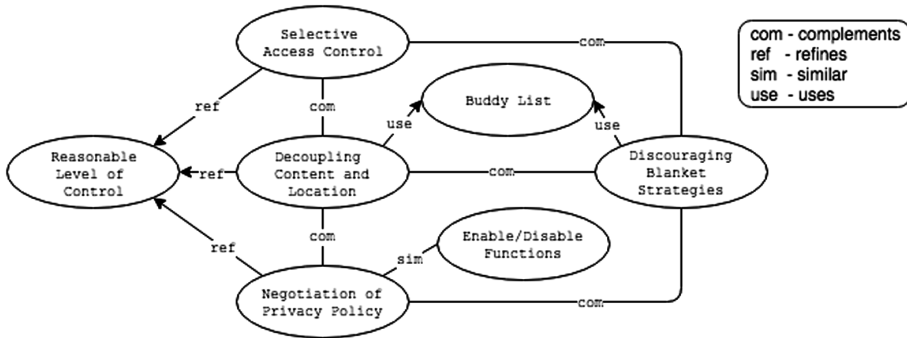 Selective
Access Control
com
com - complements
ref - refines
sim - similar
use - uses
ref
com
Buddy List
use
use
Reasonable
Level of
Control
ref
Decoupling
Content and
Location
com
Discouraging
Blanket
Strategies
com
ref
sim
Enable/Disable
Functions
Negotiation of
Privacy Policy
com